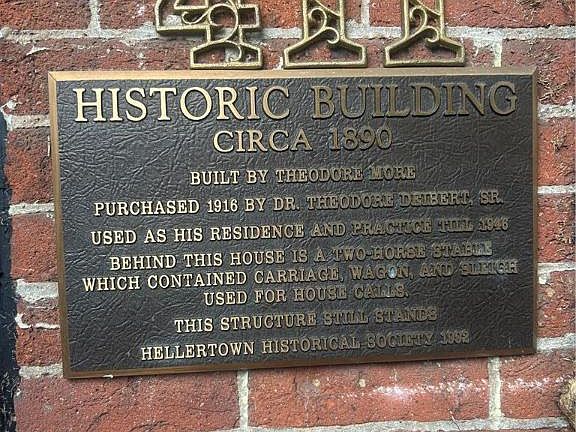 411
HISTORIC BUILDING
CIRCA 1890
BUILT BY THEODORE MORE
PURCHASED 1916 BY DR. THEODORE DEIBERT, SR.
USED AS HIS RESIDENCE AND PRACTICE TILL 1946
BEHIND THIS HOUSE IS A TWO-HORSE STABLE
WHICH CONTAINED CARRIAGE, WAGON, AND SLEIGH
USED FOR HOUSE CALLS.
THIS STRUCTURE STILL STANDS
HELLERTOWN HISTORICAL SOCIETY 1992